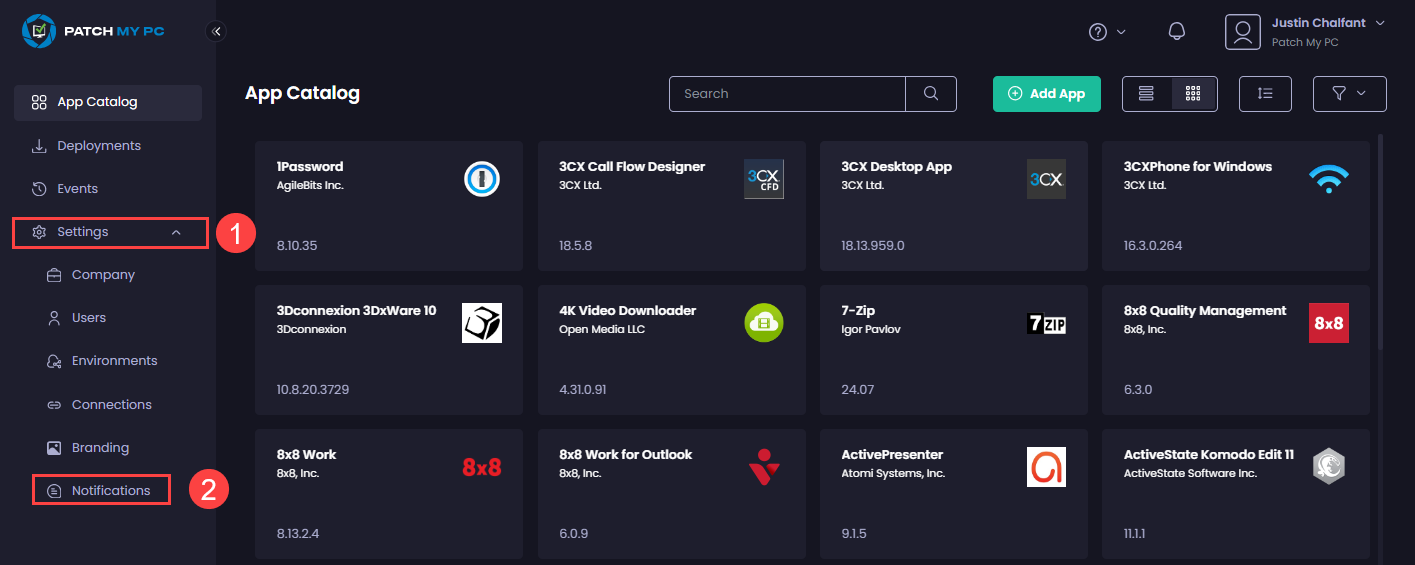 PATCH MY PC
Justin Chalfant
Patch My PC
App Catalog
Deployments
Events
Settings
1
Company
Users
Environments
Connections
Branding
Notifications
2
App Catalog
Search
Add App
1Password
AgileBits Inc.
8.10.35
3CX Call Flow Designer
3CX Ltd.
3CX
CFD
18.5.8
3CX Desktop App
3CX Ltd.
3CX
18.13.959.0
3CXPhone for Windows
3CX Ltd.
16.3.0.264
3Dconnexion 3DxWare 10
3Dconnexion
10.8.20.3729
4K Video Downloader
Open Media LLC
4.31.0.91
7-Zip
Igor Pavlov
7ZIP
24.07
8x8 Quality Management
8x8, Inc.
8x8
6.3.0
8x8 Work
8x8, Inc.
8x8
8.13.2.4
8x8 Work for Outlook
8x8, Inc.
6.0.9
ActivePresenter
Atomi Systems, Inc.
9.1.5
ActiveState Komodo Edit 11
ActiveState Software Inc.
11.1.1